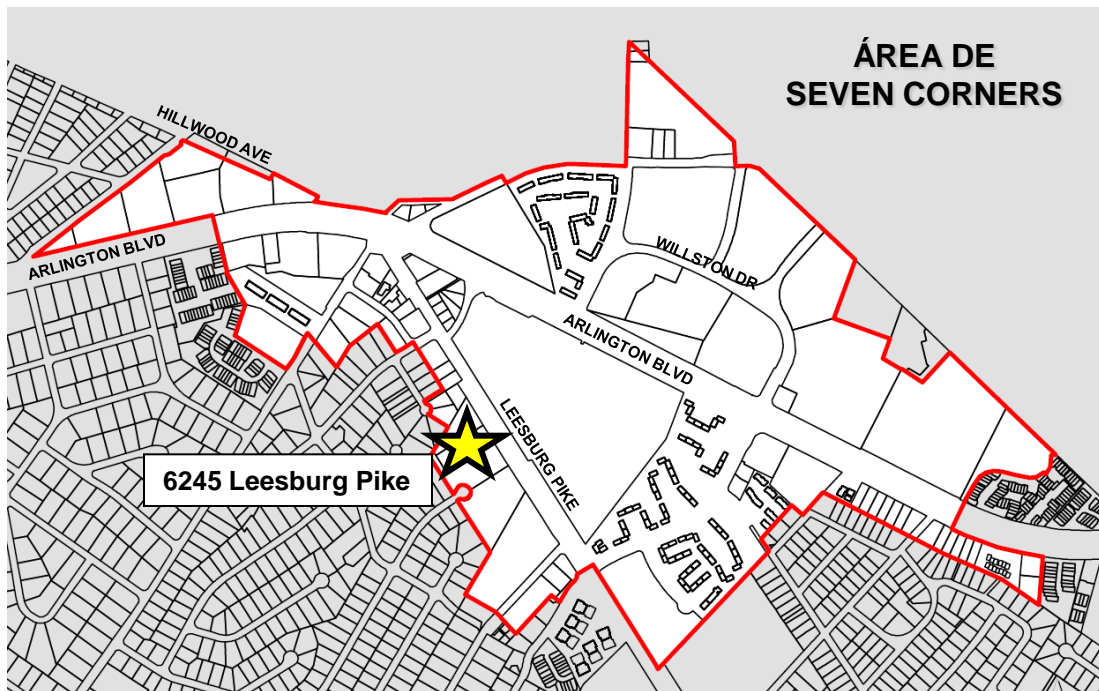 ÁREA DE
SEVEN CORNERS
HILLWOOD AVE
ARLINGTON BLVD
WILLSTON DR
ARLINGTON BLVD
LEESBURG PIKE
6245 Leesburg Pike